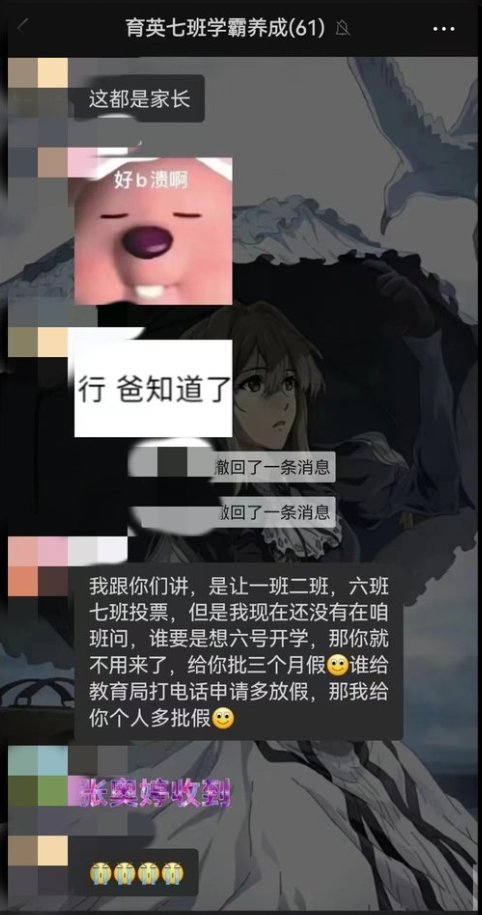 育英七班学霸养成(61)
这都是家长
好b溃啊
行 爸知道了
撤回了一条消息
撤回了一条消息
我跟你们讲，是让一班二班，六班
七班投票，但是我现在还没有在咱
班问，谁要是想六号开学，那你就
不用来了，给你批三个月假🙂谁给
教育局打电话申请多放假，那我给
你个人多批假🙂
张奥婷收到
😭😭😭😭